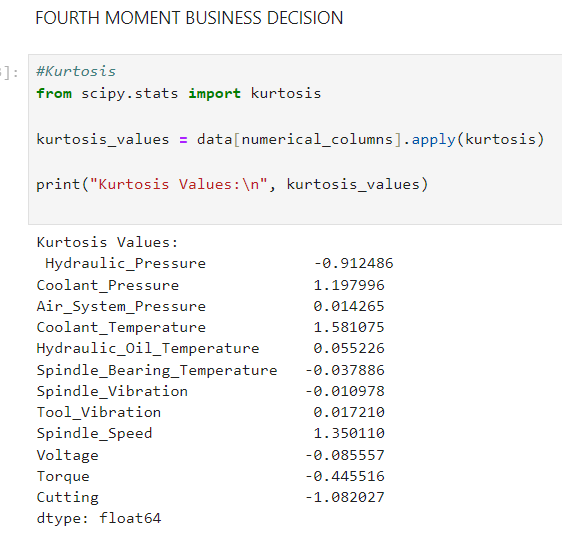 FOURTH MOMENT BUSINESS DECISION
]: #Kurtosis
from scipy.stats import kurtosis
kurtosis_values = data[numerical_columns].apply(kurtosis)
print("Kurtosis Values:\n", kurtosis_values)
Kurtosis Values:
Hydraulic_Pressure -0.912486
Coolant_Pressure 1.197996
Air_System_Pressure 0.014265
Coolant_Temperature 1.581075
Hydraulic_Oil_Temperature 0.055226
Spindle_Bearing_Temperature -0.037886
Spindle_Vibration -0.010978
Tool_Vibration 0.017210
Spindle_Speed 1.350110
Voltage -0.085557
Torque -0.445516
Cutting -1.082027
dtype: float64